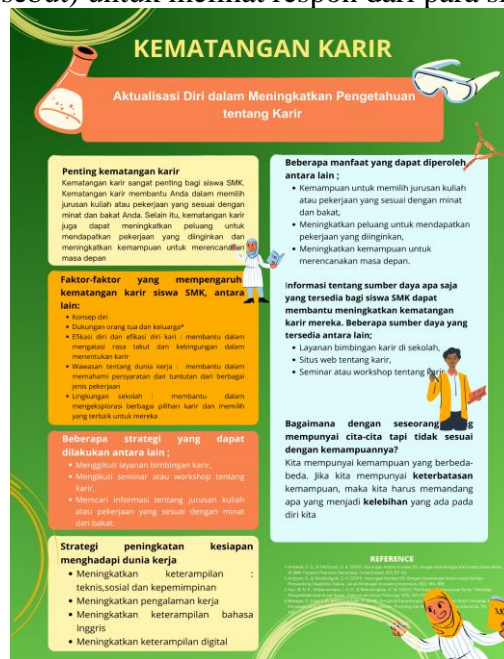 untuk melihat respon dari para
KEMATANGAN KARIR
Aktualisasi Diri dalam Meningkatkan Pengetahuan
tentang Karir
Penting kematangan karir
Kematangan karir sangat penting bagi siswa SMK.
Kematangan karir membantu Anda dalam memilih
jurusan kuliah atau pekerjaan yang sesuai dengan
minat dan bakat Anda. Selain itu, kematangan karir
juga dapat meningkatkan peluang untuk
mendapatkan pekerjaan yang diinginkan dan
meningkatkan kemampuan untuk merencanakan
masa depan
Faktor-faktor yang mempengaruh
kematangan karir siswa SMK, antara
lain:
• Konsep diri
• Dukungan orang tua dan keluarga*
• Efikasi diri dan efikasi diri kari : membantu dalam
mengatasi rasa takut dan kebingungan dalam
menentukan karir
• Wawasan tentang dunia kerja : membantu dalam
memahami persyaratan dan tuntutan dari berbagai
jenis pekerjaan
• Lingkungan sekolah : membantu dalam
mengeksplorasi berbagai pilihan karir dan memilih
yang terbaik untuk mereka
Beberapa strategi yang dapat
dilakukan antara lain ;
• Menggikuti layanan bimbingan karir,
• Mengikuti seminar atau workshop tentang
karir,
• Memcari informasi tentang jurusan kuliah
atau pekerjaan yang sesuai dengan minat
dan bakat.
Strategi peningkatan kesiapan
menghadapi dunia kerja
• Meningkatkan keterampilan :
teknis,sosial dan kepemimpinan
• Meningkatkan pengalaman kerja
• Meningkatkan keterampilan bahasa
Inggris
• Meningkatkan keterampilan digital
Beberapa manfaat yang dapat diperoleh
antara lain ;
• Kemampuan untuk memilih jurusan kuliah
atau pekerjaan yang sesuai dengan minat
dan bakat,
• Meningkatkan peluang untuk mendapatkan
pekerjaan yang diinginkan,
• Meningkatkan kemampuan untuk
merencanakan masa depan.
Informasi tentang sumber daya apa saja
yang tersedia bagi siswa SMK dapat
membantu meningkatkan kematangan
karir mereka. Beberapa sumber daya yang
tersedia antara lain;
• Layanan bimbingan karir di sekolah,
• Situs web tentang karir,
• Seminar atau workshop tentang karir.
Bagaimana dengan seseorang
mempunyai cita-cita tapi tidak sesuai
dengan kemampuannya?
Kita mempunyai kemampuan yang berbeda-
beda. Jika kita mempunyai keterbatasan
kemampuan, maka kita harus memandang
apa yang menjadi kelebihan yang ada pada
diri kita
REFERENCE